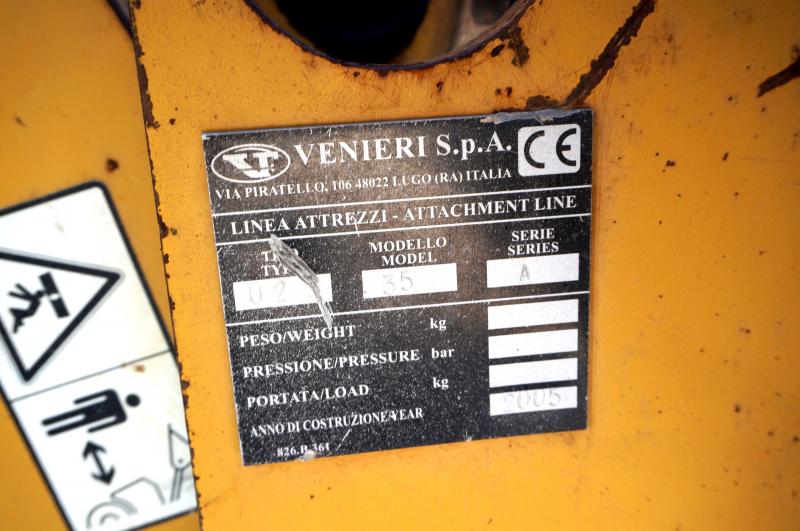 VENIERI S.p.A. CE
VIA PIRATELLO, 106 48022 LUGO (RA) ITALIA
LINEA ATTREZZI - ATTACHMENT LINE
MODELLO SERIE
TYPE MODEL SERIES
02 35 A
PESO/WEIGHT kg
PRESSIONE/PRESSURE bar
PORTATA/LOAD kg
ANNO DI COSTRUZIONE/YEAR 2005
826.B.361